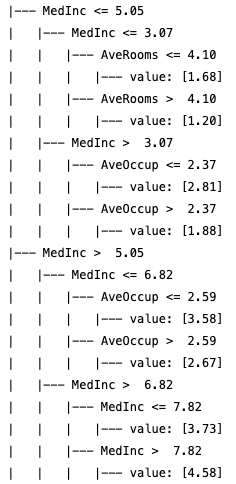 |--- MedInc <= 5.05
|   |--- MedInc <= 3.07
|   |   |--- AveRooms <= 4.10
|   |   |   |--- value: [1.68]
|   |   |--- AveRooms >  4.10
|   |   |   |--- value: [1.20]
|   |--- MedInc >  3.07
|   |   |--- AveOccup <= 2.37
|   |   |   |--- value: [2.81]
|   |   |--- AveOccup >  2.37
|   |   |   |--- value: [1.88]
|--- MedInc >  5.05
|   |--- MedInc <= 6.82
|   |   |--- AveOccup <= 2.59
|   |   |   |--- value: [3.58]
|   |   |--- AveOccup >  2.59
|   |   |   |--- value: [2.67]
|   |--- MedInc >  6.82
|   |   |--- MedInc <= 7.82
|   |   |   |--- value: [3.73]
|   |   |--- MedInc >  7.82
|   |   |   |--- value: [4.58]